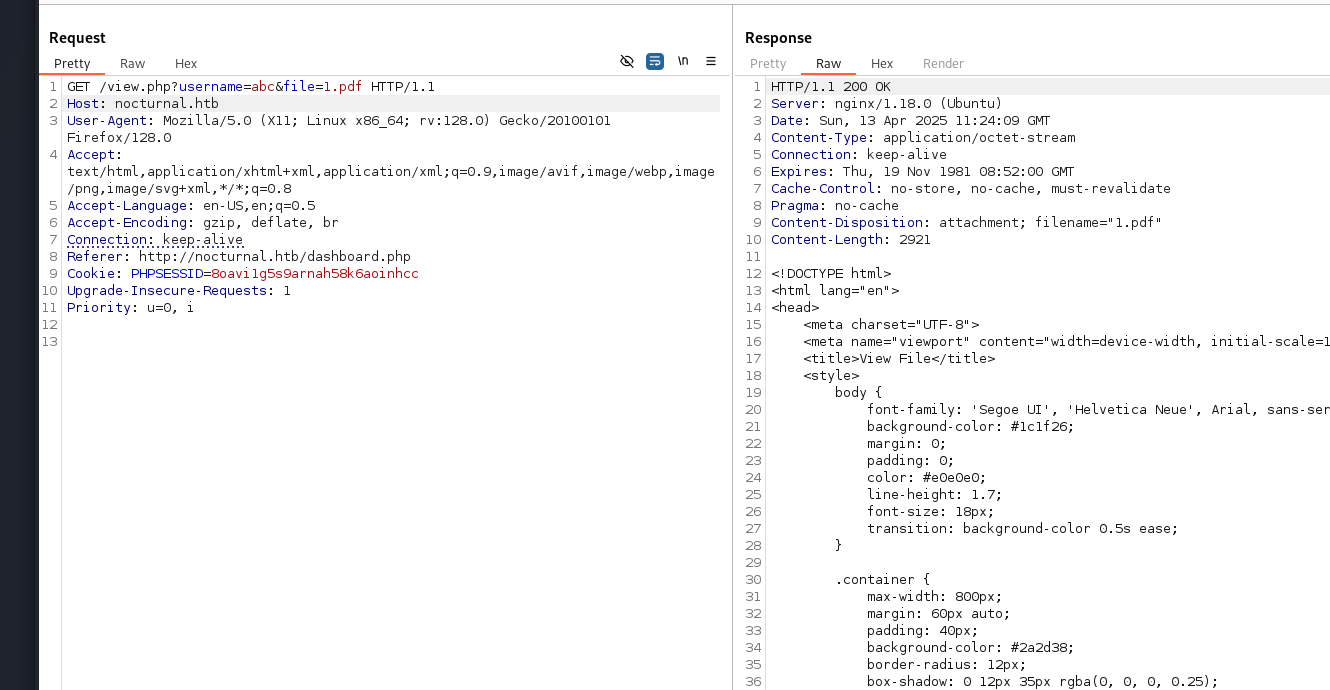 Request
Pretty Raw Hex
\n
1 GET /view.php?username=abc&file=1.pdf HTTP/1.1
2 Host: nocturnal.htb
3 User-Agent: Mozilla/5.0 (X11; Linux x86_64; rv:128.0) Gecko/20100101
Firefox/128.0
4 Accept:
text/html,application/xhtml+xml,application/xml;q=0.9,image/avif,image/webp,image
/png,image/svg+xml,*/*;q=0.8
5 Accept-Language: en-US,en;q=0.5
6 Accept-Encoding: gzip, deflate, br
7 Connection: keep-alive
8 Referer: http://nocturnal.htb/dashboard.php
9 Cookie: PHPSESSID=8oavi1g5s9arnah58k6aoinhcc
10 Upgrade-Insecure-Requests: 1
11 Priority: u=0, i
12
13
Response
Pretty Raw Hex Render
1 HTTP/1.1 200 OK
2 Server: nginx/1.18.0 (Ubuntu)
3 Date: Sun, 13 Apr 2025 11:24:09 GMT
4 Content-Type: application/octet-stream
5 Connection: keep-alive
6 Expires: Thu, 19 Nov 1981 08:52:00 GMT
7 Cache-Control: no-store, no-cache, must-revalidate
8 Pragma: no-cache
9 Content-Disposition: attachment; filename="1.pdf"
10 Content-Length: 2921
11
12 <!DOCTYPE html>
13 <html lang="en">
14 <head>
15     <meta charset="UTF-8">
16     <meta name="viewport" content="width=device-width, initial-scale=1
17     <title>View File</title>
18     <style>
19         body {
20             font-family: 'Segoe UI', 'Helvetica Neue', Arial, sans-ser
21             background-color: #1c1f26;
22             margin: 0;
23             padding: 0;
24             color: #e0e0e0;
25             line-height: 1.7;
26             font-size: 18px;
27             transition: background-color 0.5s ease;
28         }
29
30         .container {
31             max-width: 800px;
32             margin: 60px auto;
33             padding: 40px;
34             background-color: #2a2d38;
35             border-radius: 12px;
36             box-shadow: 0 12px 35px rgba(0, 0, 0, 0.25);